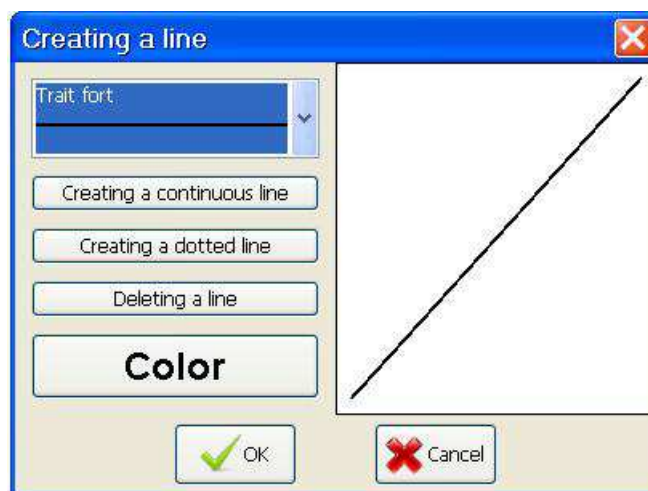 Creating a line
Trait fort
Creating a continuous line
Creating a dotted line
Deleting a line
Color
OK
Cancel